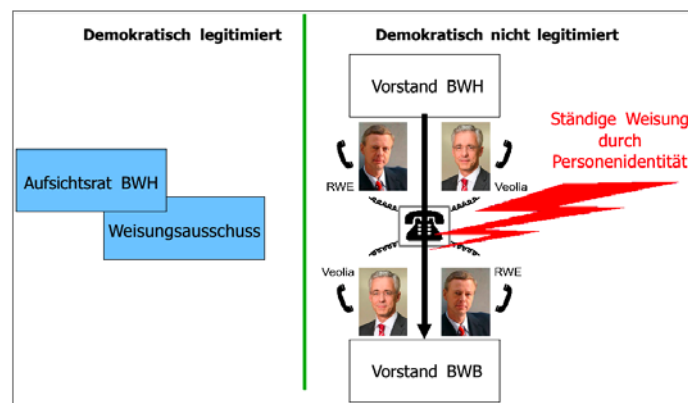 Demokratisch legitimiert
Demokratisch nicht legitimiert
Vorstand BWH
Ständige Weisung
durch
Personenidentität
RWE
Veolia
Aufsichtsrat BWH
Weisungsausschuss
Veolia
RWE
Vorstand BWB